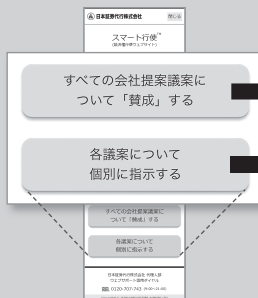 日本証券代行株式会社 閉じる
スマート行使™
(議決権行使ウェブサイト)
すべての会社提案議案に
ついて「賛成」する
各議案について
個別に指示する
すべての会社提案議案に
ついて「賛成」する
各議案について
個別に指示する
日本証券代行株式会社 代理人部
ウェブサポート専用ダイヤル
0120-707-743